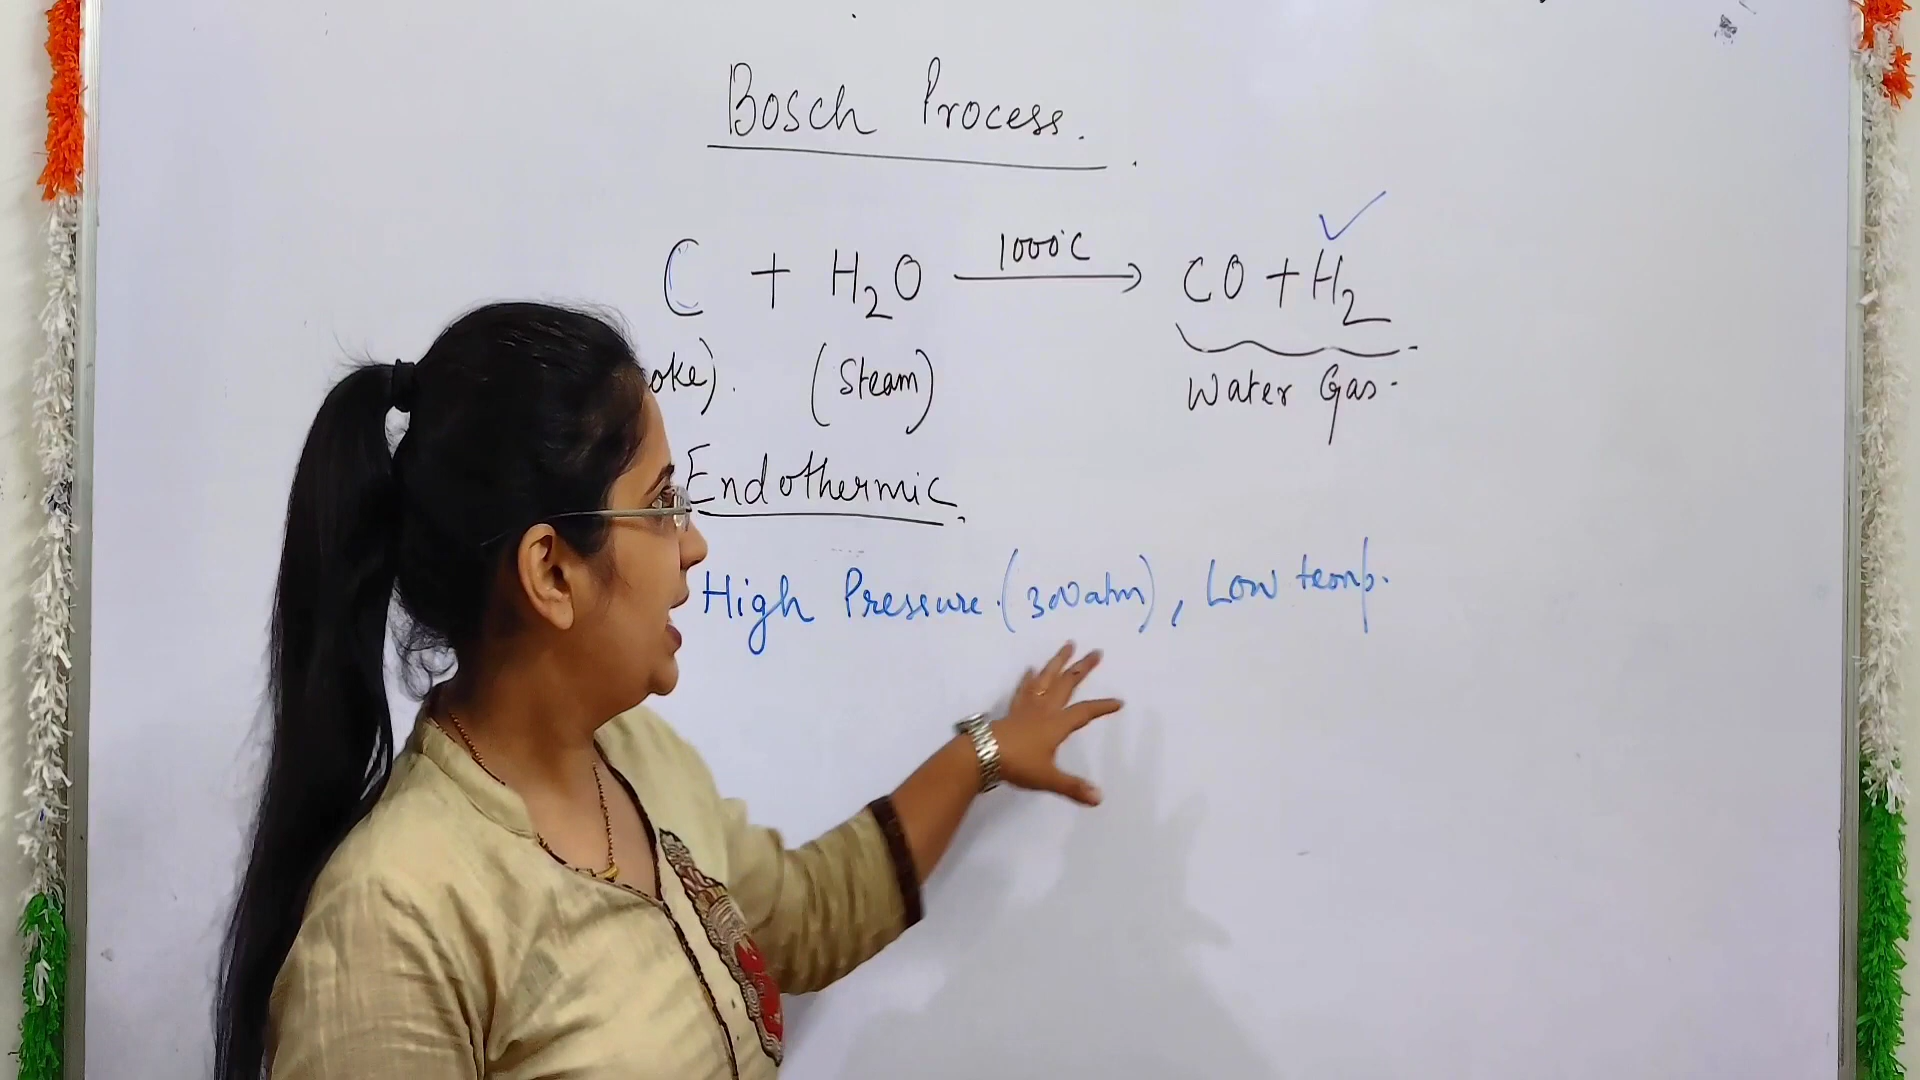 Bosch Process.
1000°C
C + H2O → CO + H2
oke). (Steam) Water Gas.
Endothermic.
High Pressure. (300atm), Low temp.